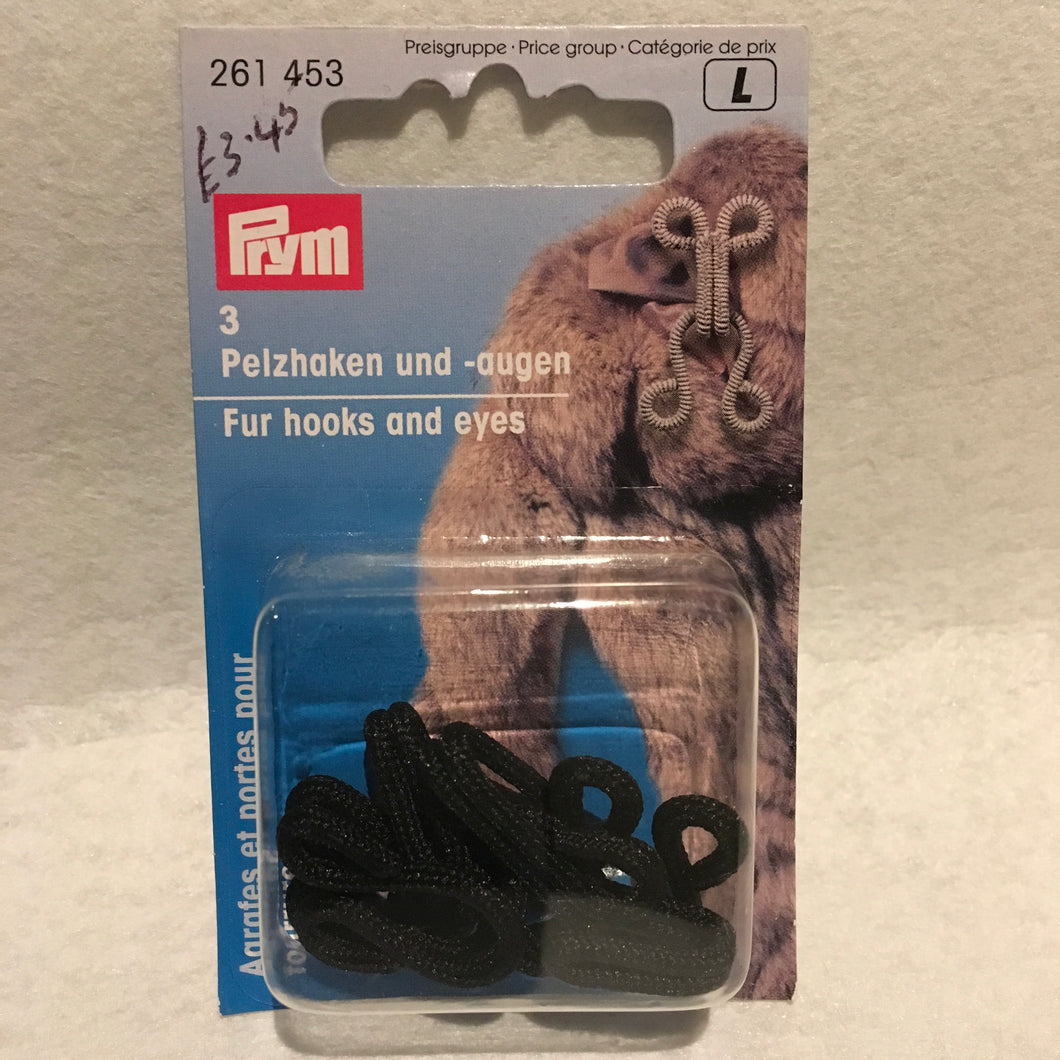 Preisgruppe · Price group · Catégorie de prix
261 453
L
£3.45
Prym
3
Pelzhaken und -augen
Fur hooks and eyes
Agrafes et portes pour